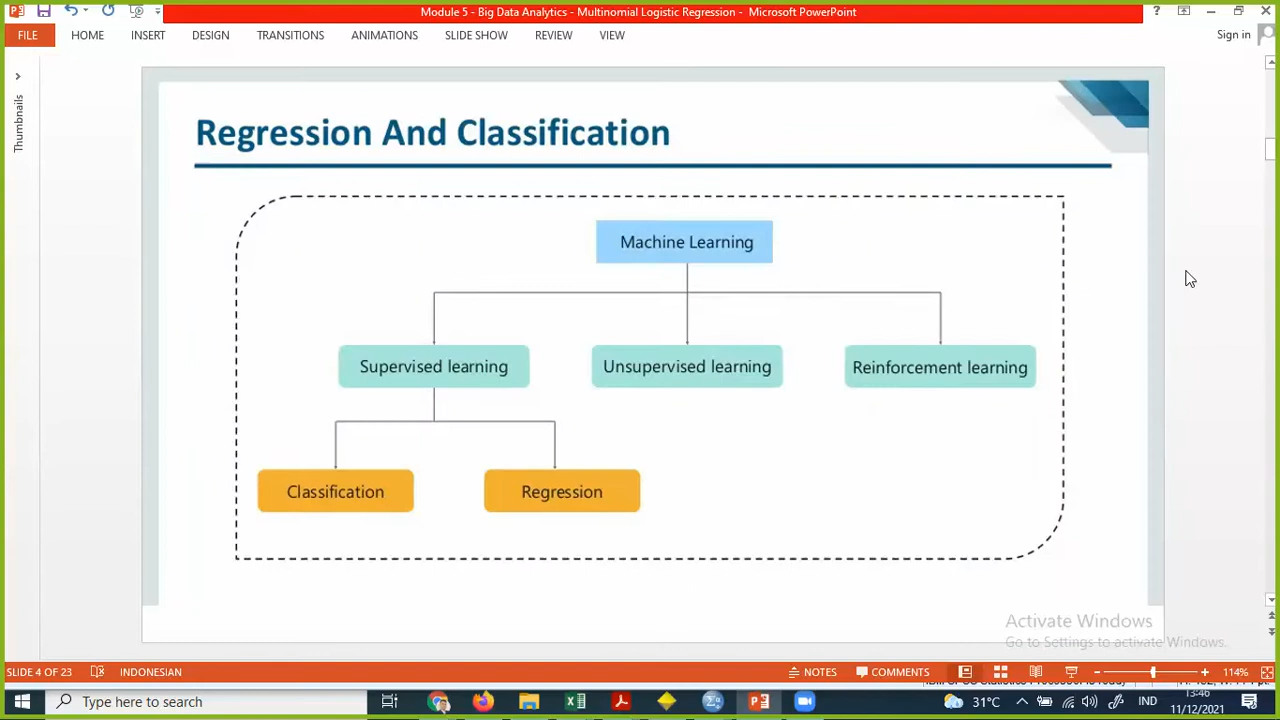 Module 5 - Big Data Analytics - Multinomial Logistic Regression - Microsoft PowerPoint
FILE HOME INSERT DESIGN TRANSITIONS ANIMATIONS SLIDE SHOW REVIEW VIEW Sign in
Thumbnails
Regression And Classification
Machine Learning
Supervised learning Unsupervised learning Reinforcement learning
Classification Regression
Activate Windows
Go to Settings to activate Windows.
SLIDE 4 OF 23 INDONESIAN NOTES COMMENTS 114%
Type here to search 31°C IND 13:46
11/12/2021